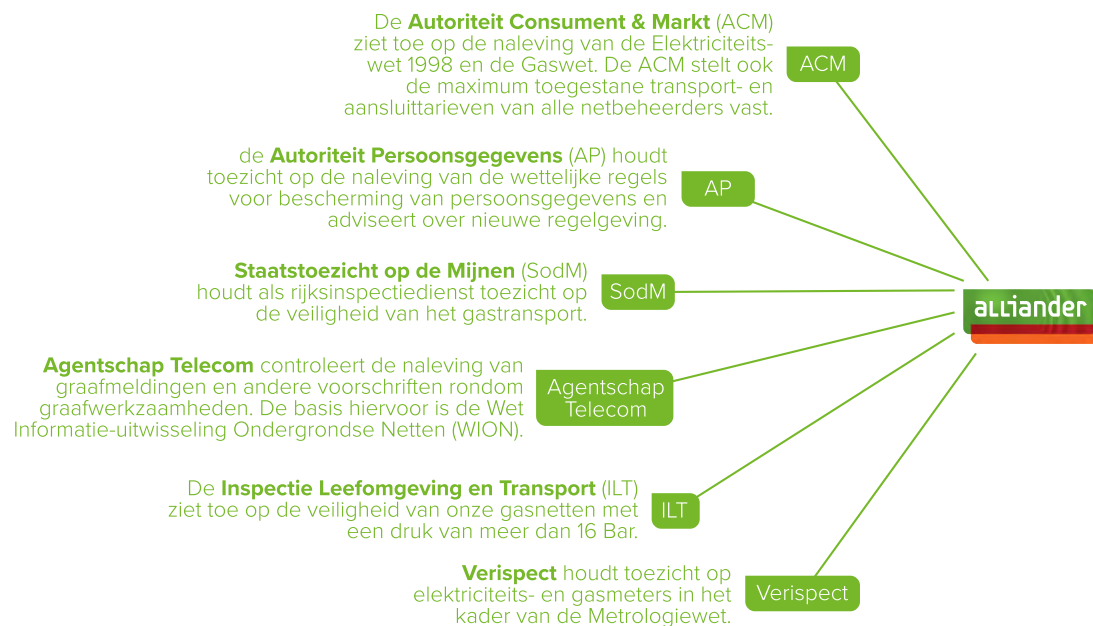 De Autoriteit Consument & Markt (ACM)
ziet toe op de naleving van de Elektriciteits-
wet 1998 en de Gaswet. De ACM stelt ook
de maximum toegestane transport- en
aansluittarieven van alle netbeheerders vast.
ACM
de Autoriteit Persoonsgegevens (AP) houdt
toezicht op de naleving van de wettelijke regels
voor bescherming van persoonsgegevens en
adviseert over nieuwe regelgeving.
AP
Staatstoezicht op de Mijnen (SodM)
houdt als rijksinspectiedienst toezicht op
de veiligheid van het gastransport.
SodM
alliander
Agentschap Telecom controleert de naleving van
graafmeldingen en andere voorschriften rondom
graafwerkzaamheden. De basis hiervoor is de Wet
Informatie-uitwisseling Ondergrondse Netten (WION).
Agentschap
Telecom
De Inspectie Leefomgeving en Transport (ILT)
ziet toe op de veiligheid van onze gasnetten met
een druk van meer dan 16 Bar.
ILT
Verispect houdt toezicht op
elektriciteits- en gasmeters in het
kader van de Metrologiewet.
Verispect